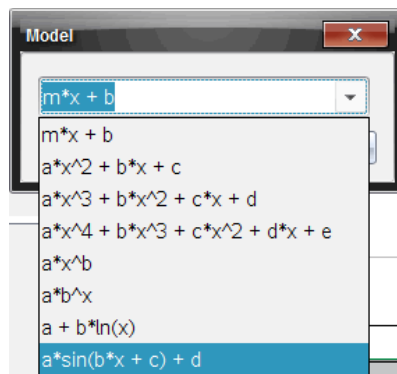 Model
m*x + b
m*x + b
a*x^2 + b*x + c
a*x^3 + b*x^2 + c*x + d
a*x^4 + b*x^3 + c*x^2 + d*x + e
a*x^b
a*b^x
a + b*ln(x)
a*sin(b*x + c) + d